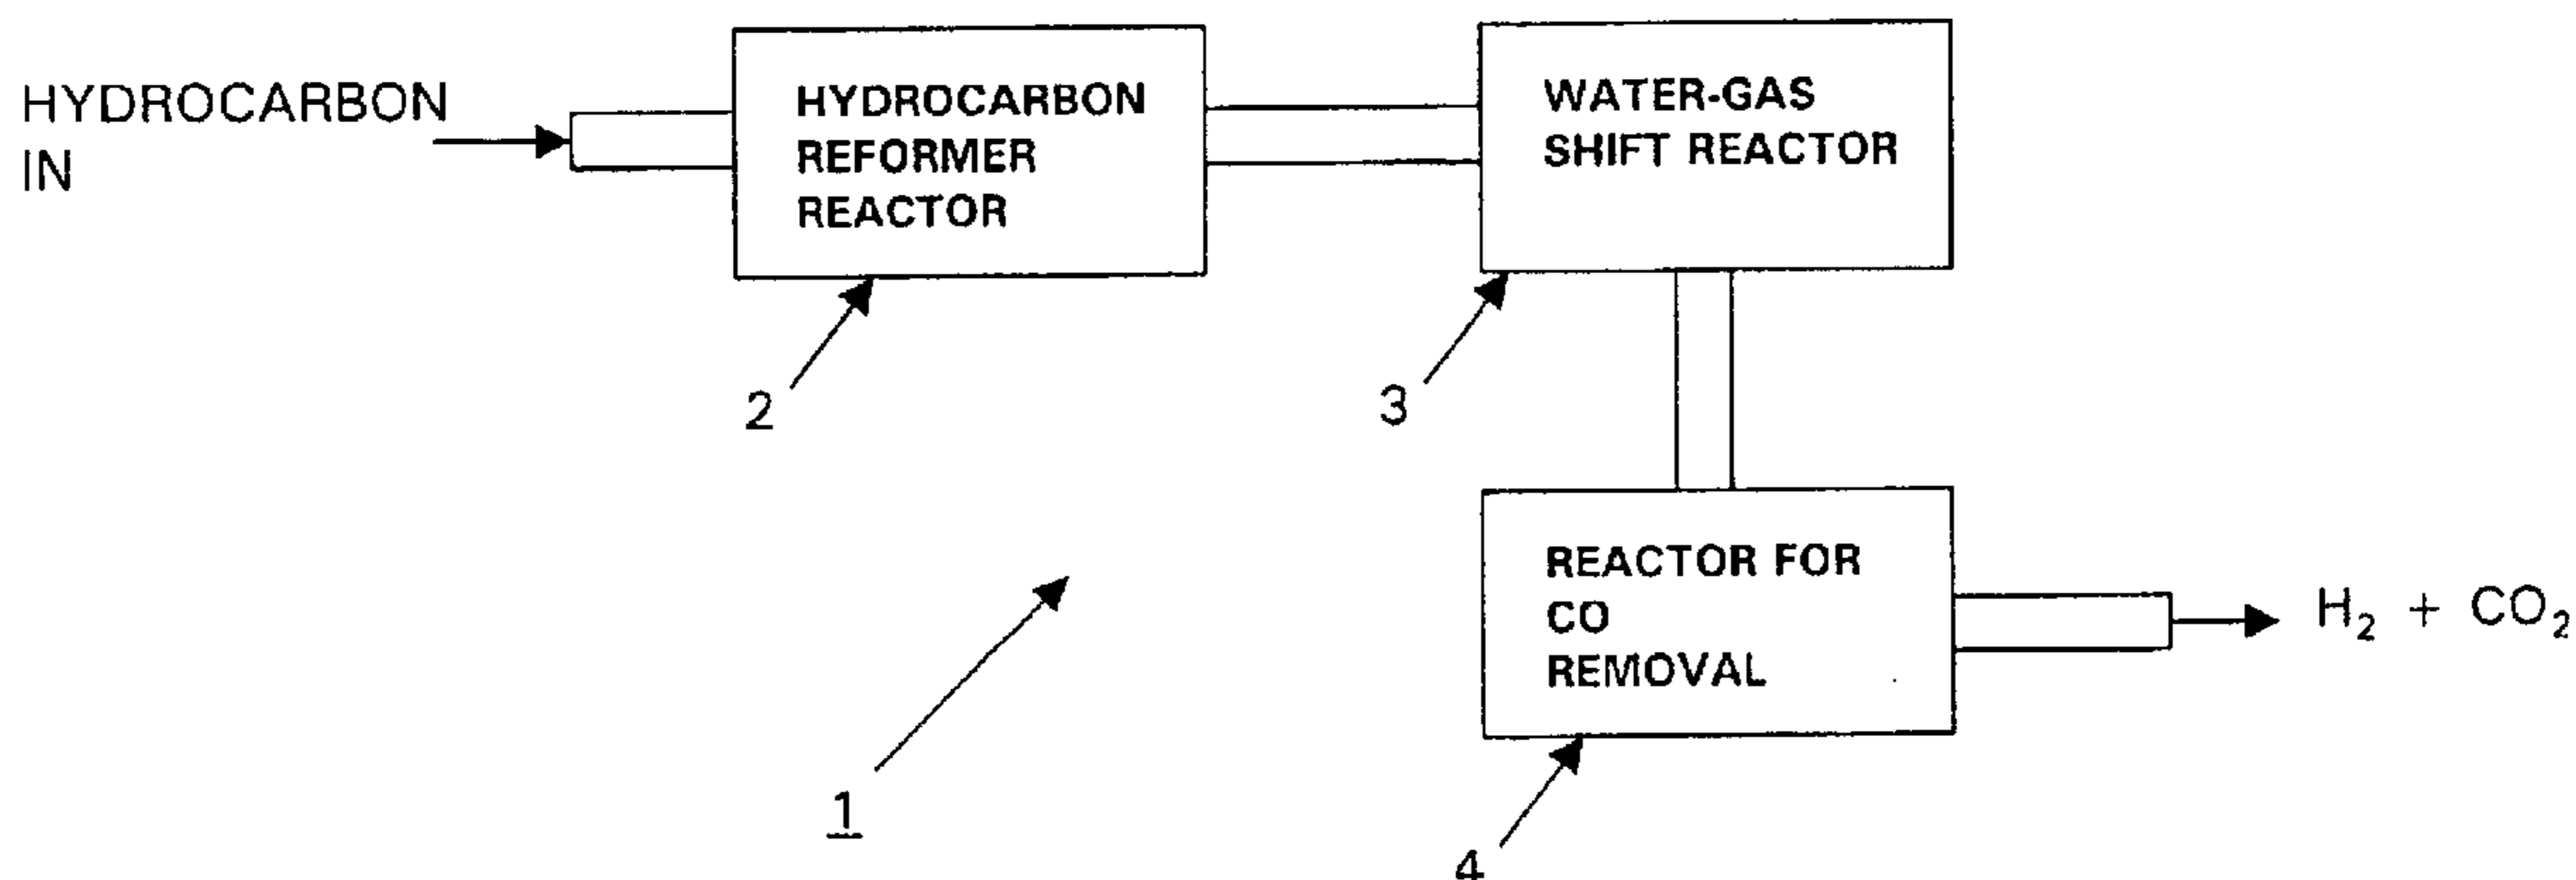 HYDROCARBON
IN
HYDROCARBON
REFORMER
REACTOR
WATER-GAS
SHIFT REACTOR
2
3
REACTOR FOR
CO
REMOVAL
H₂ + CO₂
1
4